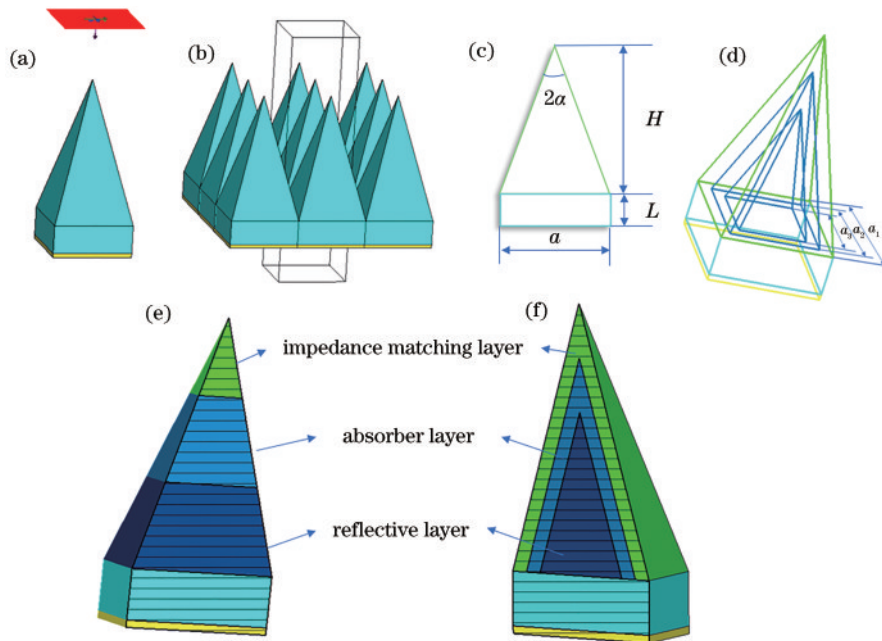 (a)
(b)
(c)
(d)
2α
H
L
a
a₃ a₂ a₁
(e)
(f)
impedance matching layer
absorber layer
reflective layer